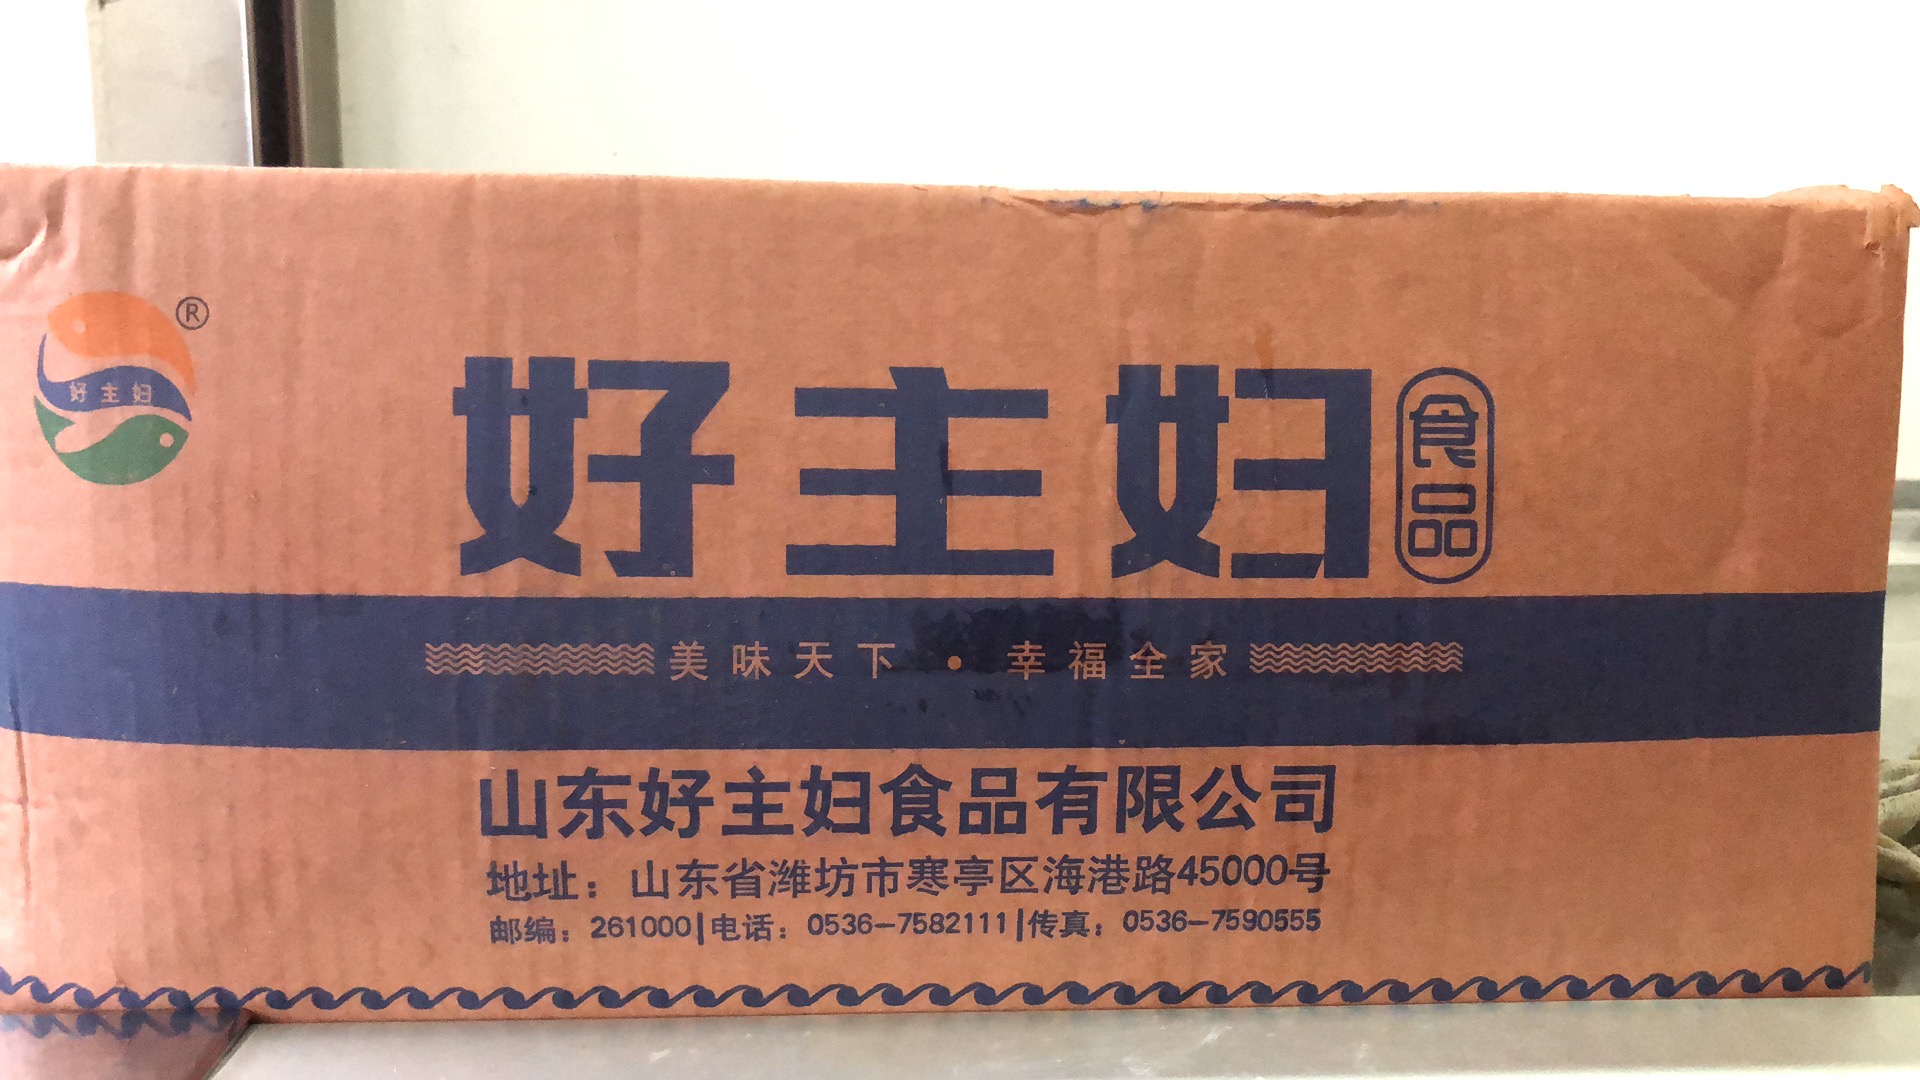 ®
好主妇
好主妇
食品
美味天下·幸福全家
山东好主妇食品有限公司
地址：山东省潍坊市寒亭区海港路45000号
邮编：261000|电话：0536-7582111|传真：0536-7590555